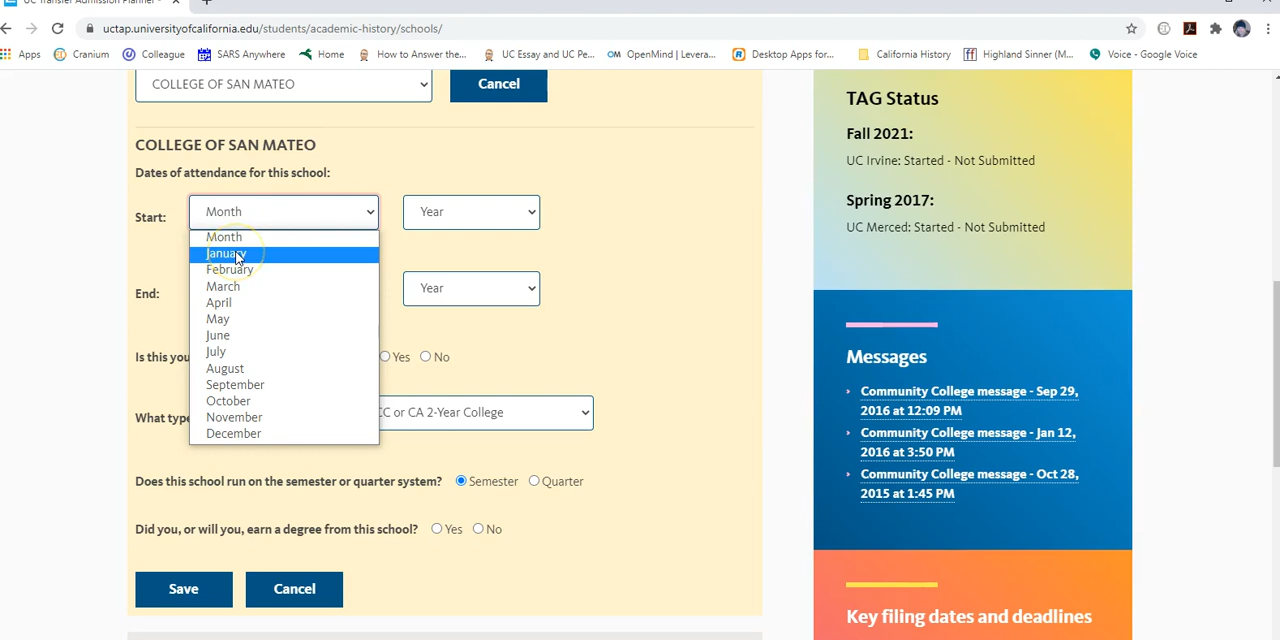 UC Transfer Admission Planner -
uctap.universityofcalifornia.edu/students/academic-history/schools/
Apps Cranium Colleague SARS Anywhere Home How to Answer the... UC Essay and UC Pe... OpenMind | Levera... Desktop Apps for... California History Highland Sinner (M... Voice - Google Voice
COLLEGE OF SAN MATEO
Cancel
COLLEGE OF SAN MATEO
Dates of attendance for this school:
Start: Month Year
Month
January
February
March
April
May
June
July
August
September
October
November
December
End: Year
Is this you Yes No
What type CC or CA 2-Year College
Does this school run on the semester or quarter system? Semester Quarter
Did you, or will you, earn a degree from this school? Yes No
Save Cancel
TAG Status
Fall 2021:
UC Irvine: Started - Not Submitted
Spring 2017:
UC Merced: Started - Not Submitted
Messages
Community College message - Sep 29,
2016 at 12:09 PM
Community College message - Jan 12,
2016 at 3:50 PM
Community College message - Oct 28,
2015 at 1:45 PM
Key filing dates and deadlines